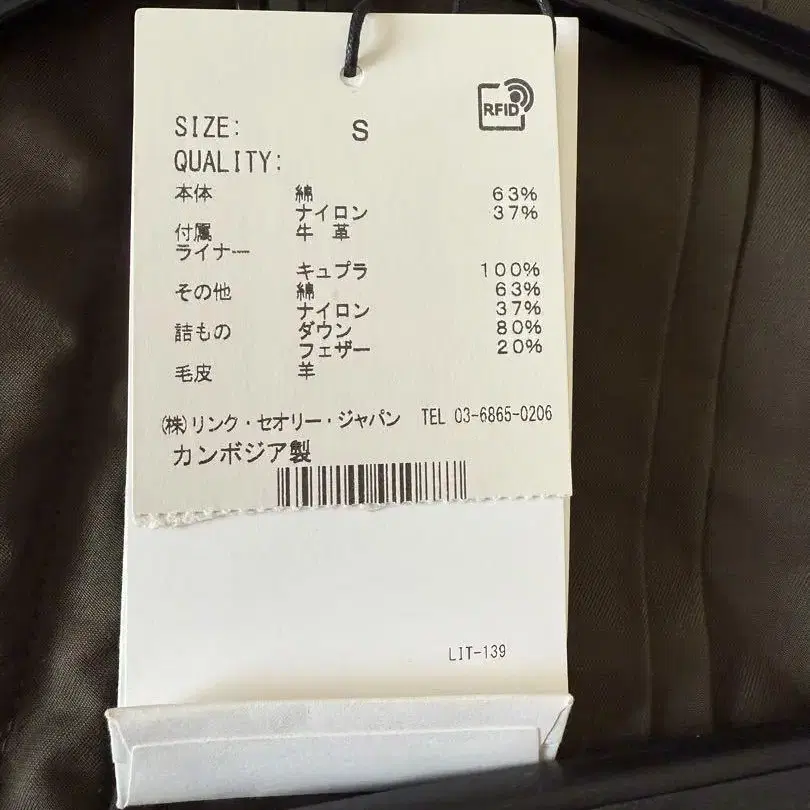 RFID
SIZE: S
QUALITY:
本体 綿 63%
ナイロン 37%
付属 牛 革
ライナー
キュプラ 100%
その他 綿 63%
ナイロン 37%
詰もの ダウン 80%
フェザー 20%
毛皮 羊
(株)リンク・セオリー・ジャパン TEL 03-6865-0206
カンボジア製
LIT-139